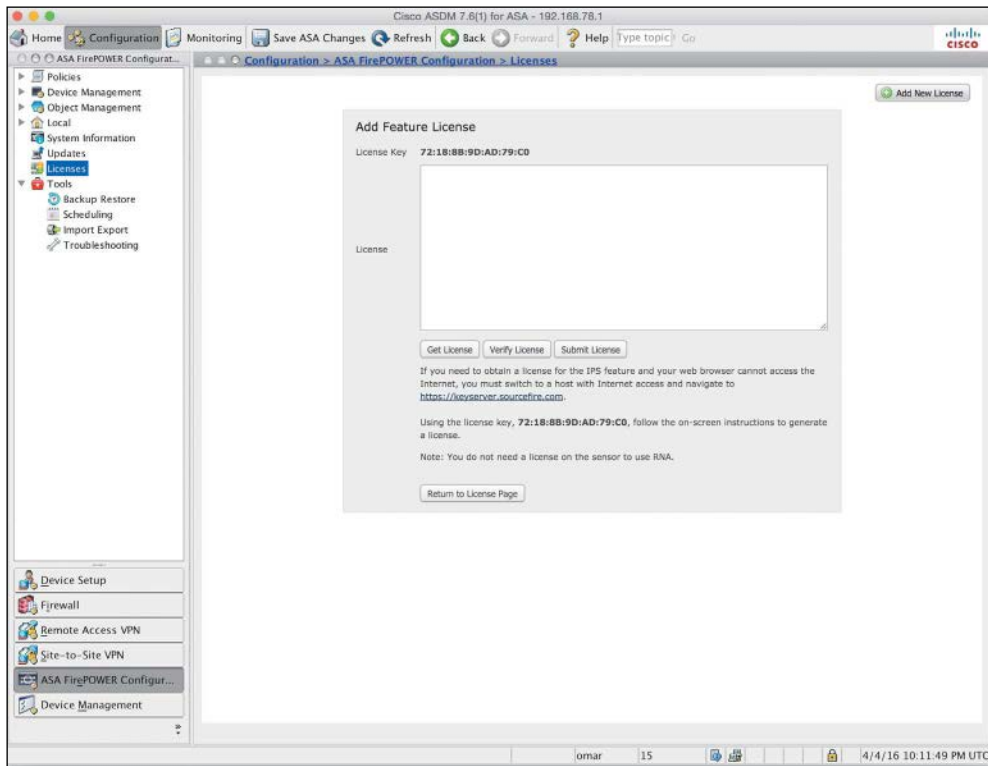 Cisco ASDM 7.6(1) for ASA - 192.168.78.1
Home Configuration Monitoring Save ASA Changes Refresh Back Forward Help Type topic Go
CISCO
ASA FirePOWER Configurat...
Configuration > ASA FirePOWER Configuration > Licenses
Policies
Device Management
Object Management
Local
System Information
Updates
Licenses
Tools
Backup Restore
Scheduling
Import Export
Troubleshooting
Add New License
Add Feature License
License Key 72:18:8B:9D:AD:79:C0
License
Get License Verify License Submit License
If you need to obtain a license for the IPS feature and your web browser cannot access the
Internet, you must switch to a host with Internet access and navigate to
https://keyserver.sourcefire.com.
Using the license key, 72:18:8B:9D:AD:79:C0, follow the on-screen instructions to generate
a license.
Note: You do not need a license on the sensor to use RNA.
Return to License Page
Device Setup
Firewall
Remote Access VPN
Site-to-Site VPN
ASA FirePOWER Configur...
Device Management
omar 15 4/4/16 10:11:49 PM UTC